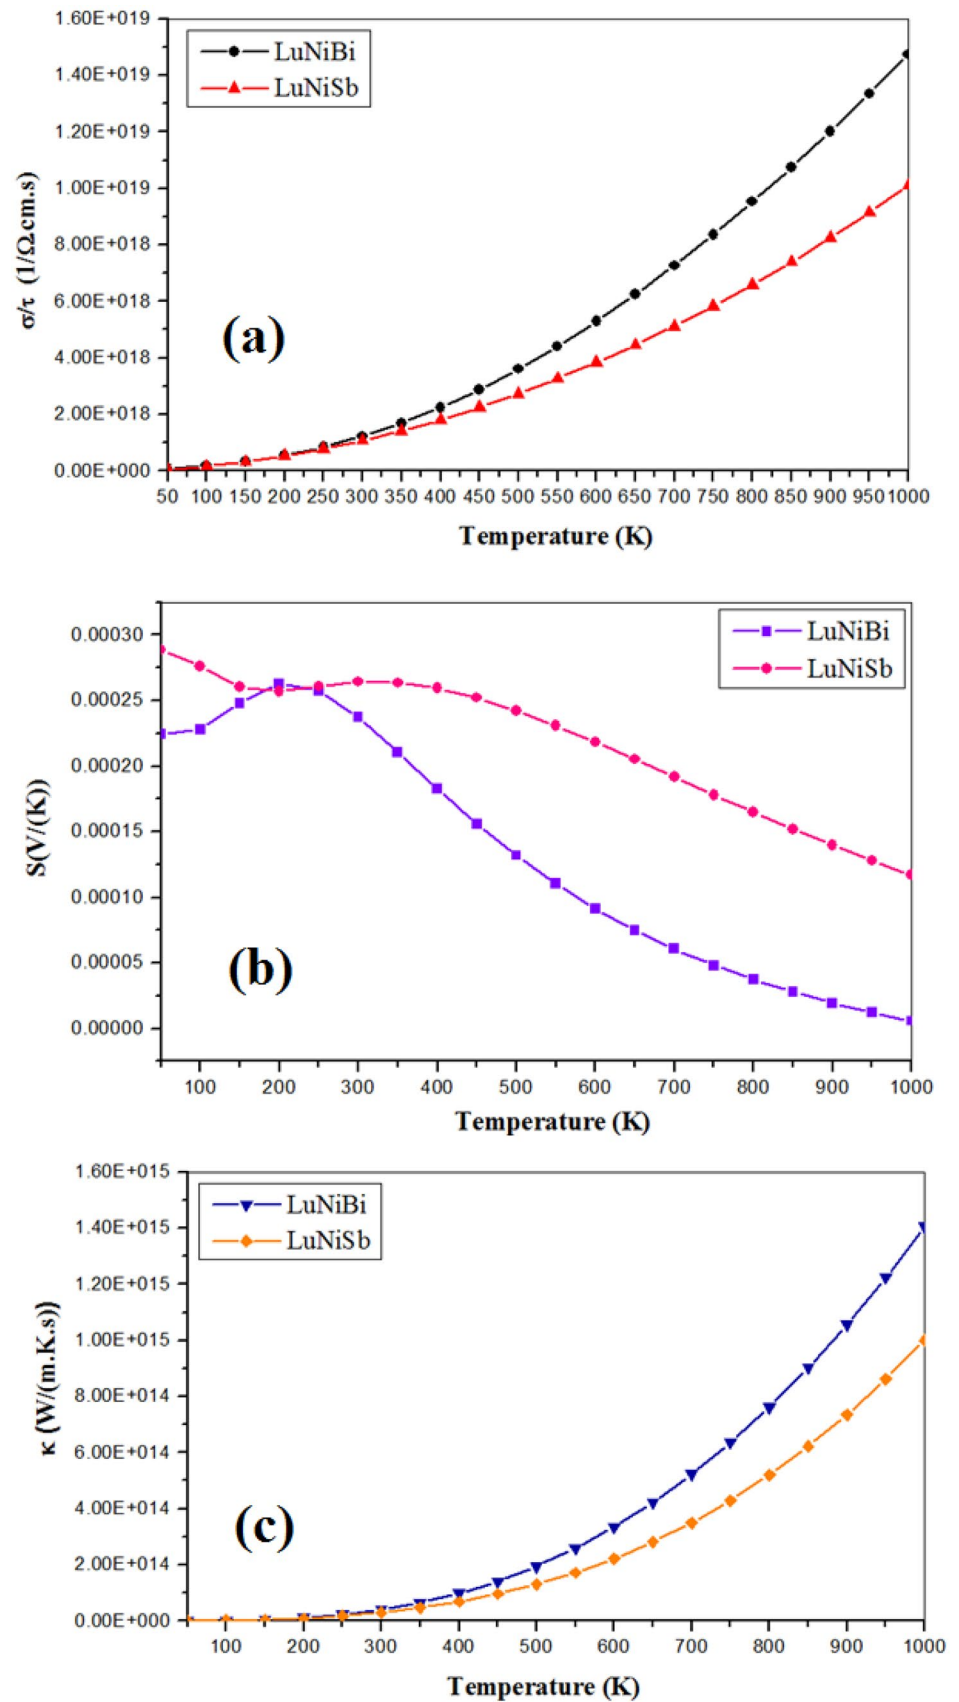 1.60E+019
1.40E+019
1.20E+019
1.00E+019
8.00E+018
6.00E+018
4.00E+018
2.00E+018
0.00E+000
σ/τ (1/Ω.cm.s)
LuNiBi
LuNiSb
(a)
50 100 150 200 250 300 350 400 450 500 550 600 650 700 750 800 850 900 950 1000
Temperature (K)
0.00030
0.00025
0.00020
0.00015
0.00010
0.00005
0.00000
S(V/(K))
LuNiBi
LuNiSb
(b)
100 200 300 400 500 600 700 800 900 1000
Temperature (K)
1.60E+015
1.40E+015
1.20E+015
1.00E+015
8.00E+014
6.00E+014
4.00E+014
2.00E+014
0.00E+000
κ (W/(m.K.s))
LuNiBi
LuNiSb
(c)
100 200 300 400 500 600 700 800 900 1000
Temperature (K)